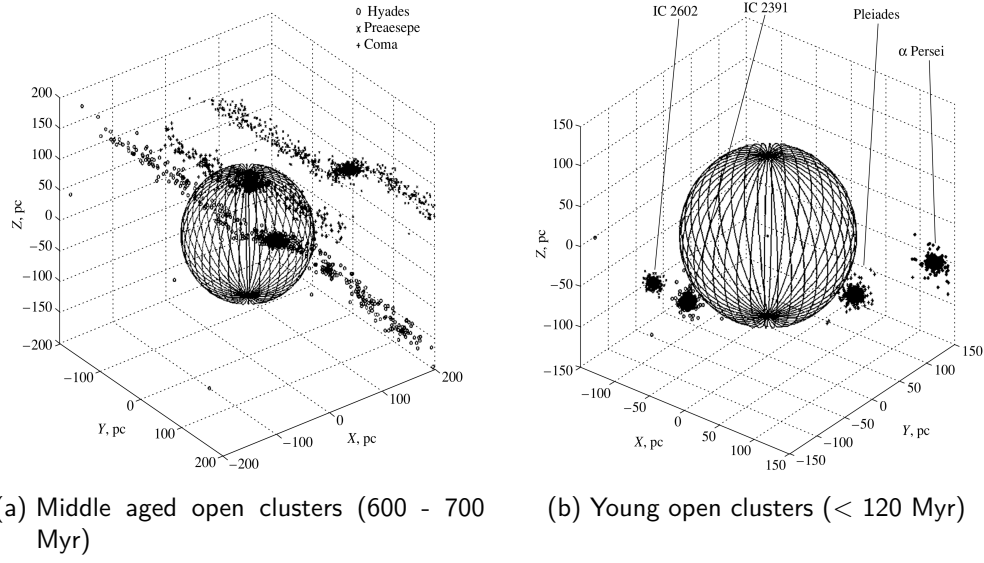 o Hyades
x Preaesepe
+ Coma
200
150
100
50
0
−50
−100
−150
−200
Z, pc
−100
0
100
200
Y, pc
−200
−100
0
100
200
X, pc
(a) Middle aged open clusters (600 - 700
Myr)
IC 2602
IC 2391
Pleiades
α Persei
150
100
50
0
−50
−100
−150
Z, pc
−100
−50
0
50
100
150
X, pc
−150
−100
−50
0
50
100
150
Y, pc
(b) Young open clusters (< 120 Myr)